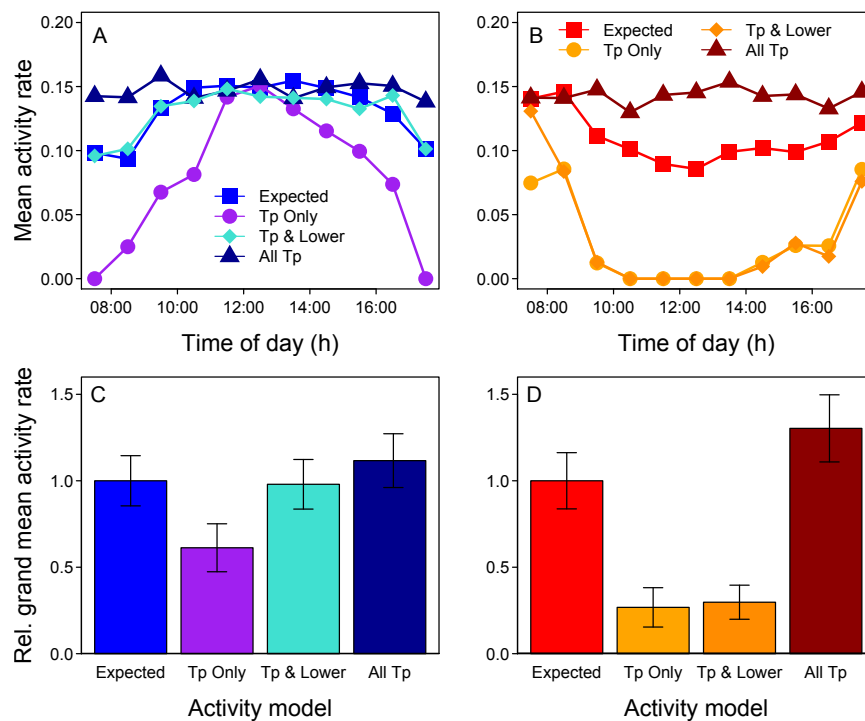 A
Mean activity rate
0.20
0.15
0.10
0.05
0.00
Expected
Tp Only
Tp & Lower
All Tp
08:00 10:00 12:00 14:00 16:00
Time of day (h)
B
Expected Tp & Lower
Tp Only All Tp
0.20
0.15
0.10
0.05
0.00
08:00 10:00 12:00 14:00 16:00
Time of day (h)
C
Rel. grand mean activity rate
1.5
1.0
0.5
0.0
Expected Tp Only Tp & Lower All Tp
Activity model
D
1.5
1.0
0.5
0.0
Expected Tp Only Tp & Lower All Tp
Activity model